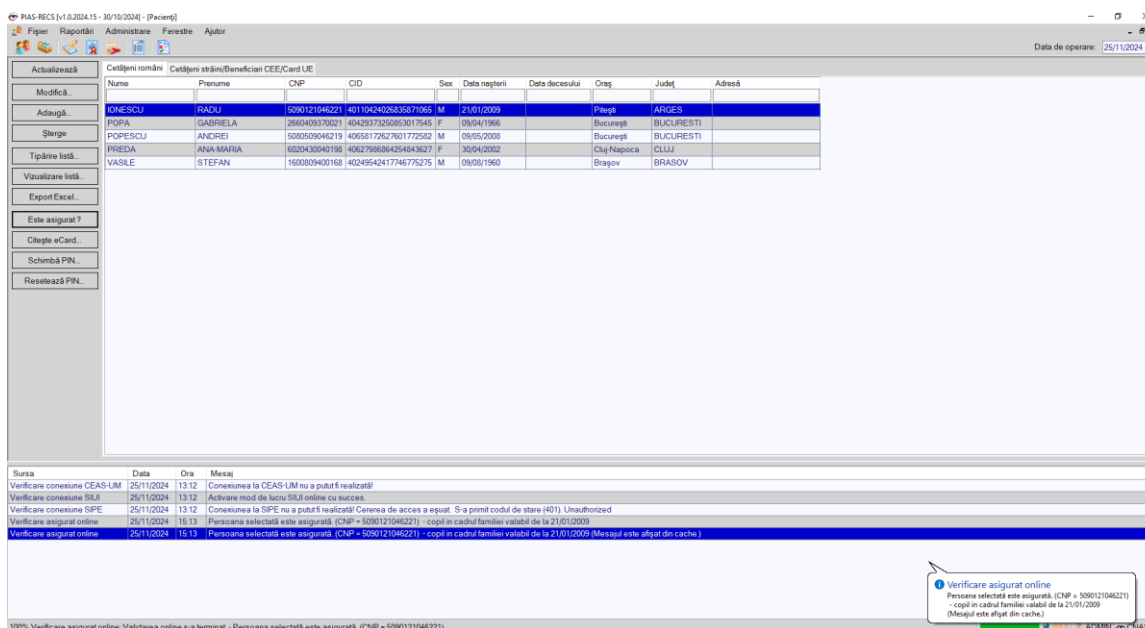 PIAS-RECS [v1.0.2024.15 - 30/10/2024] - [Pacienți]
Fișier Raportări Administrare Ferestre Ajutor
Data de operare: 25/11/2024
Actualizează
Modifică...
Adaugă...
Șterge
Tipărire listă...
Vizualizare listă...
Export Excel...
Este asigurat ?
Citește eCard...
Schimbă PIN...
Resetează PIN...
Cetățeni români Cetățeni străini/Beneficiari CEE/Card UE
Nume Prenume CNP CID Sex Data nașterii Data decesului Oraș Județ Adresă
IONESCU RADU 5090121046221 40110424026835871065 M 21/01/2009 Pitești ARGES
POPA GABRIELA 2660409370021 40429373250853017545 F 09/04/1966 București BUCURESTI
POPESCU ANDREI 5080509046219 40658172627601772582 M 09/05/2008 București BUCURESTI
PREDA ANA-MARIA 6020430040198 40627986864254843627 F 30/04/2002 Cluj-Napoca CLUJ
VASILE STEFAN 1600809400168 40249542417746775275 M 09/08/1960 Brașov BRASOV
Sursa Data Ora Mesaj
Verificare conexiune CEAS-UM 25/11/2024 13:12 Conexiunea la CEAS-UM nu a putut fi realizată!
Verificare conexiune SIUI 25/11/2024 13:12 Activare mod de lucru SIUI online cu succes.
Verificare conexiune SIPE 25/11/2024 13:12 Conexiunea la SIPE nu a putut fi realizată! Cererea de acces a eșuat. S-a primit codul de stare (401). Unauthorized
Verificare asigurat online 25/11/2024 15:13 Persoana selectată este asigurată. (CNP = 5090121046221) - copil in cadrul familiei valabil de la 21/01/2009
Verificare asigurat online 25/11/2024 15:13 Persoana selectată este asigurată. (CNP = 5090121046221) - copil in cadrul familiei valabil de la 21/01/2009 (Mesajul este afișat din cache.)
Verificare asigurat online
Persoana selectată este asigurată. (CNP = 5090121046221)
- copil in cadrul familiei valabil de la 21/01/2009
(Mesajul este afișat din cache.)
100% Verificare asigurat online: Validarea online s-a terminat. - Persoana selectată este asigurată. (CNP = 5090121046221) ADMIN